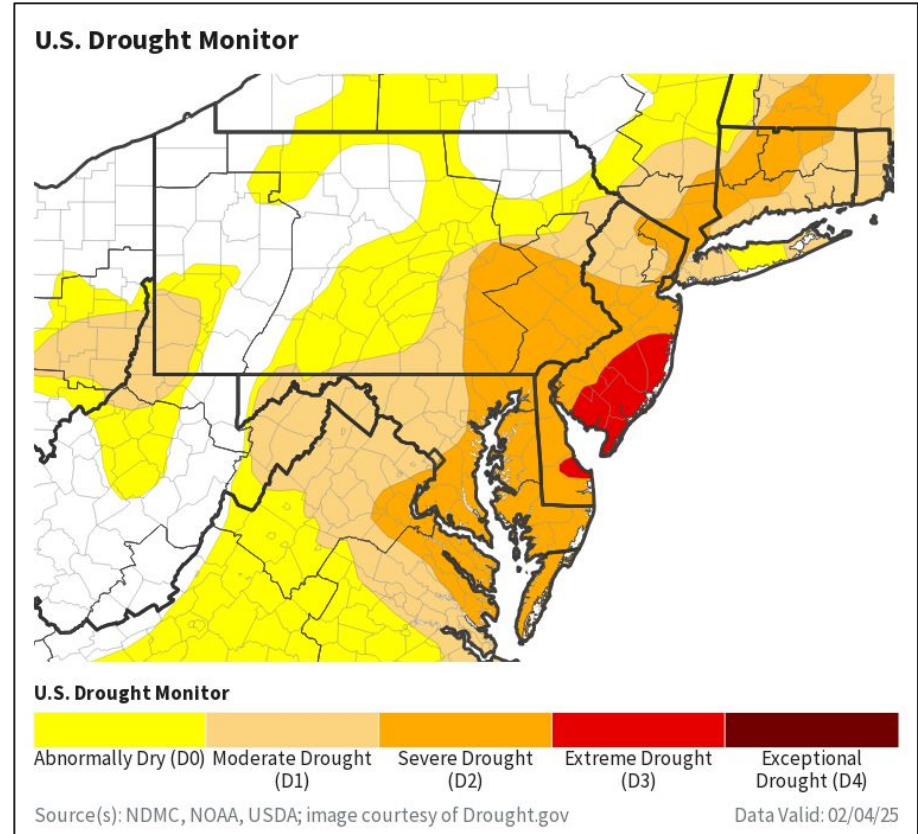 U.S. Drought Monitor
U.S. Drought Monitor
Abnormally Dry (D0)
Moderate Drought
(D1)
Severe Drought
(D2)
Extreme Drought
(D3)
Exceptional
Drought (D4)
Source(s): NDMC, NOAA, USDA; image courtesy of Drought.gov
Data Valid: 02/04/25